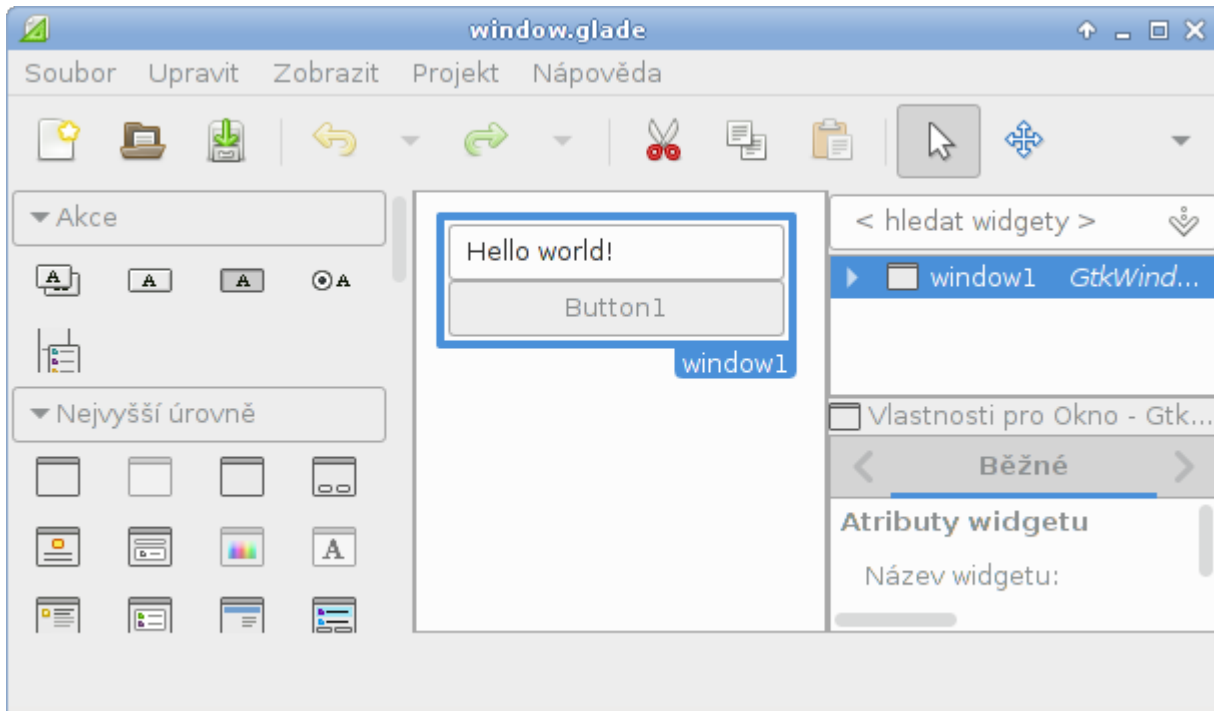 window.glade
Soubor Upravit Zobrazit Projekt Nápověda
Akce
A A A A
Nejvyšší úrovně
A
Hello world!
Button1
window1
< hledat widgety >
window1 GtkWind...
Vlastnosti pro Okno - Gtk...
Běžné
Atributy widgetu
Název widgetu: